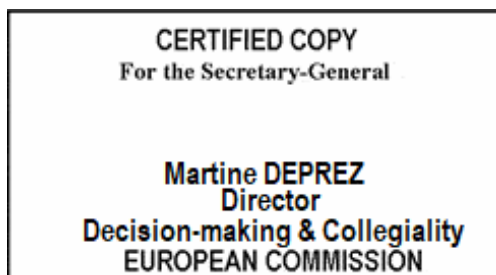 CERTIFIED COPY
For the Secretary-General
Martine DEPREZ
Director
Decision-making & Collegiality
EUROPEAN COMMISSION